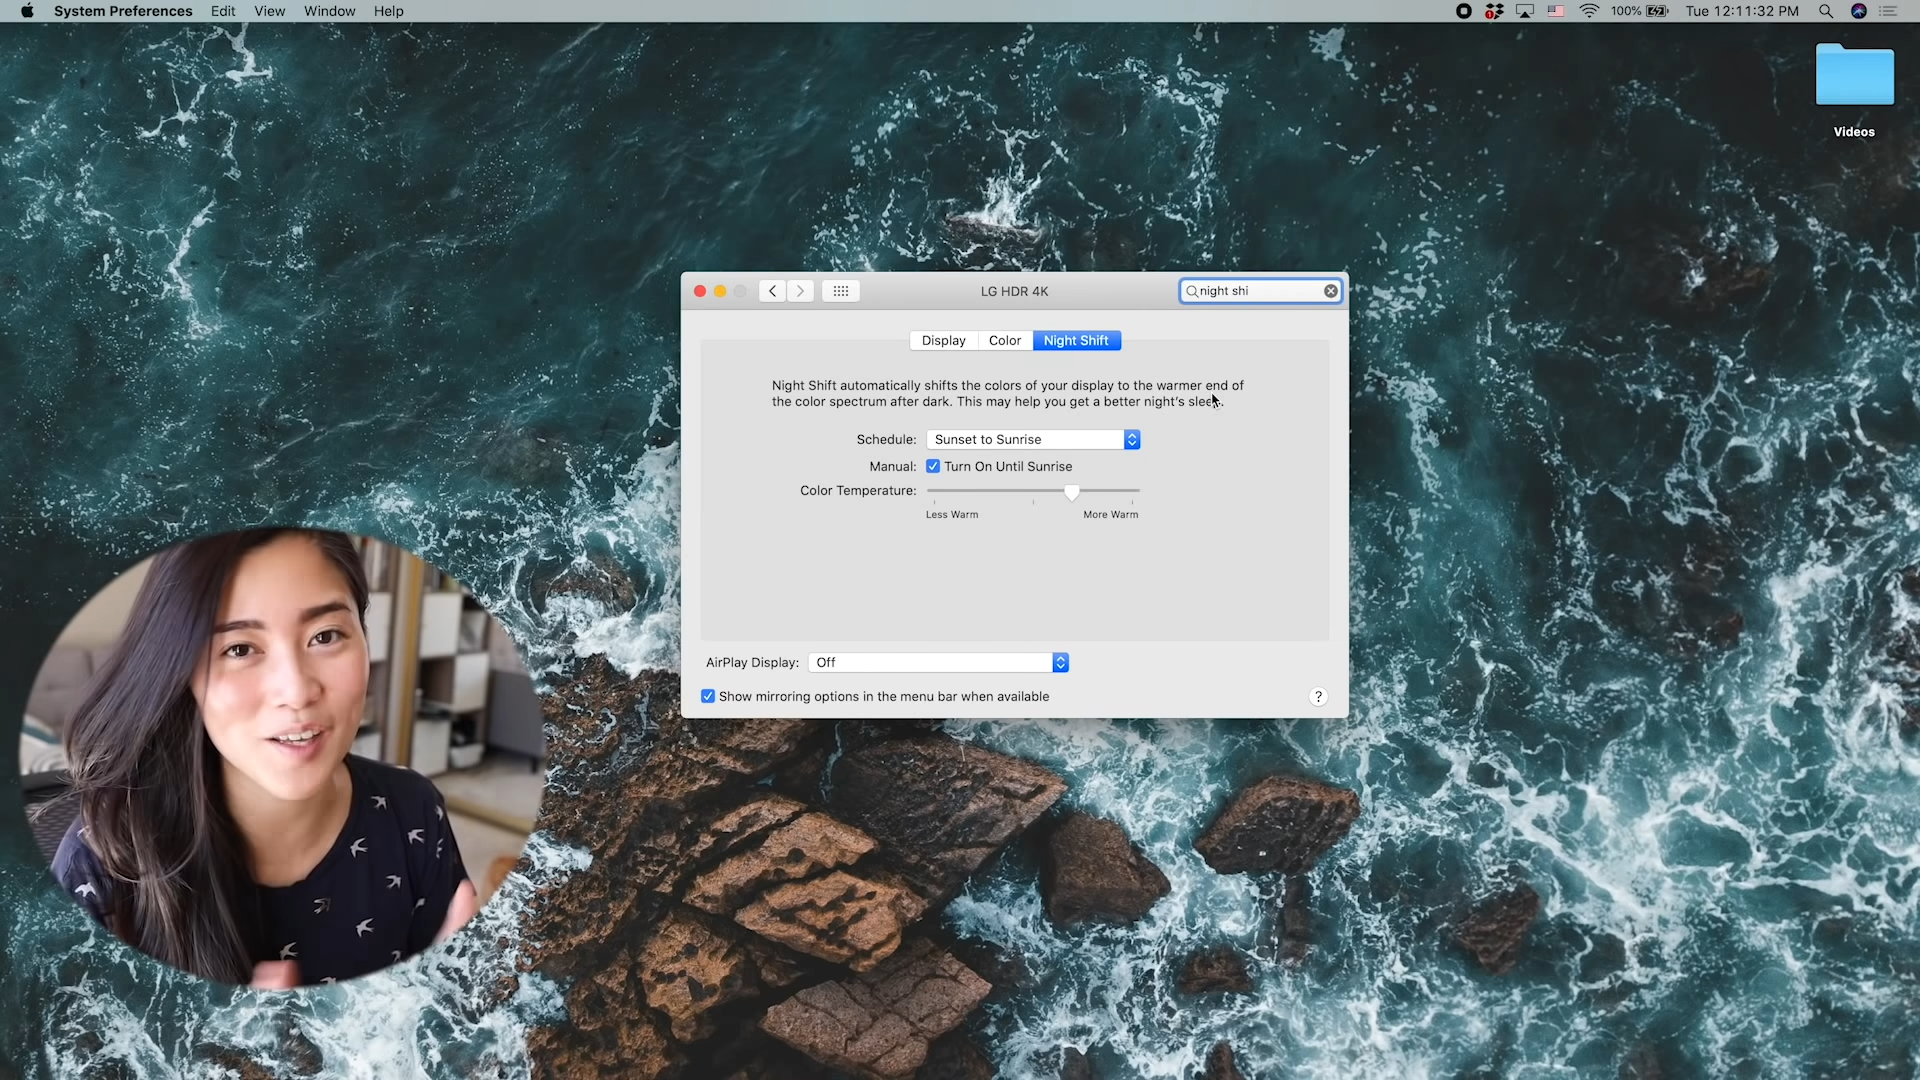 System Preferences Edit View Window Help
1 100% Tue 12:11:32 PM
Videos
LG HDR 4K
night shi
Display Color Night Shift
Night Shift automatically shifts the colors of your display to the warmer end of
the color spectrum after dark. This may help you get a better night's sleep.
Schedule: Sunset to Sunrise
Manual: Turn On Until Sunrise
Color Temperature:
Less Warm More Warm
AirPlay Display: Off
Show mirroring options in the menu bar when available
?